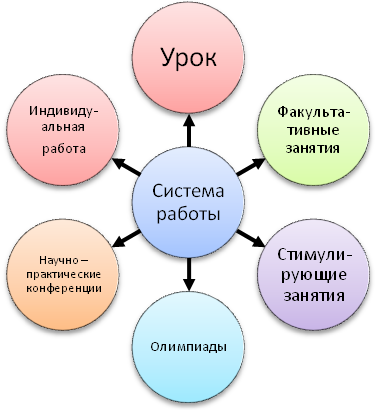 Урок
Индивиду-
альная
работа
Факульта-
тивные
занятия
Система
работы
Научно –
практические
конференции
Стимули-
рующие
занятия
Олимпиады